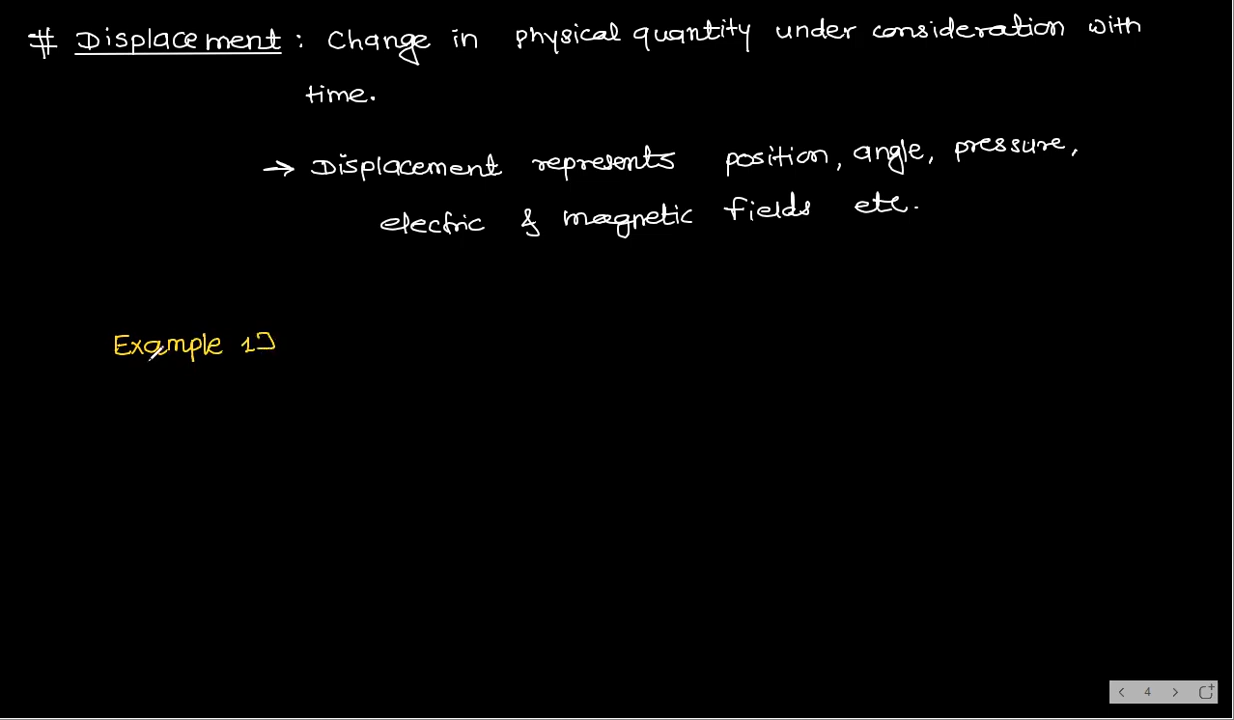 # Displacement : Change in physical quantity under consideration with
time.
→ Displacement represents position, angle, pressure,
electric & magnetic fields etc.
Example 1]
4